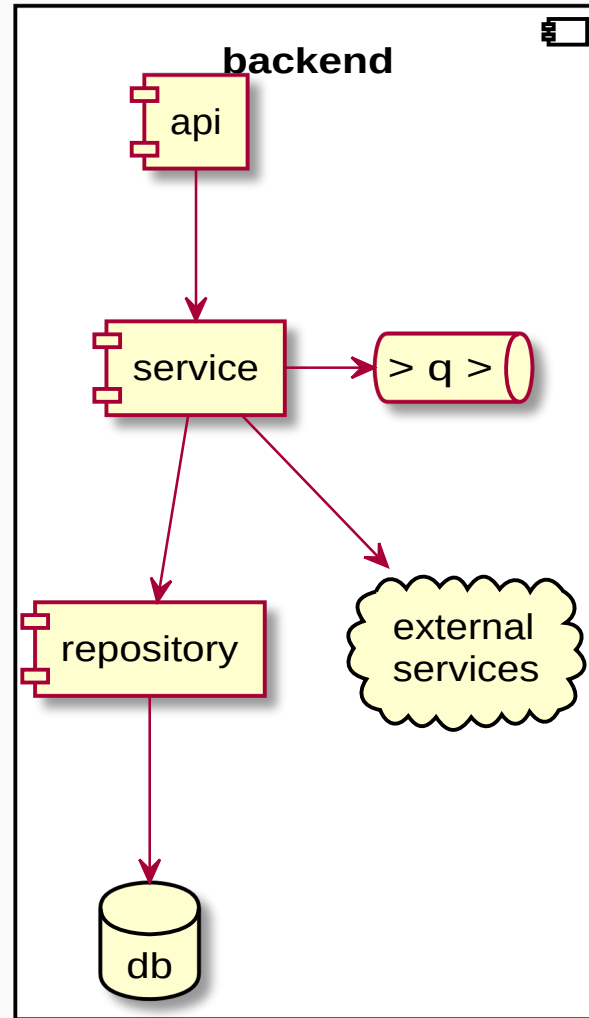 backend
api
service
> q >
repository
external
services
db